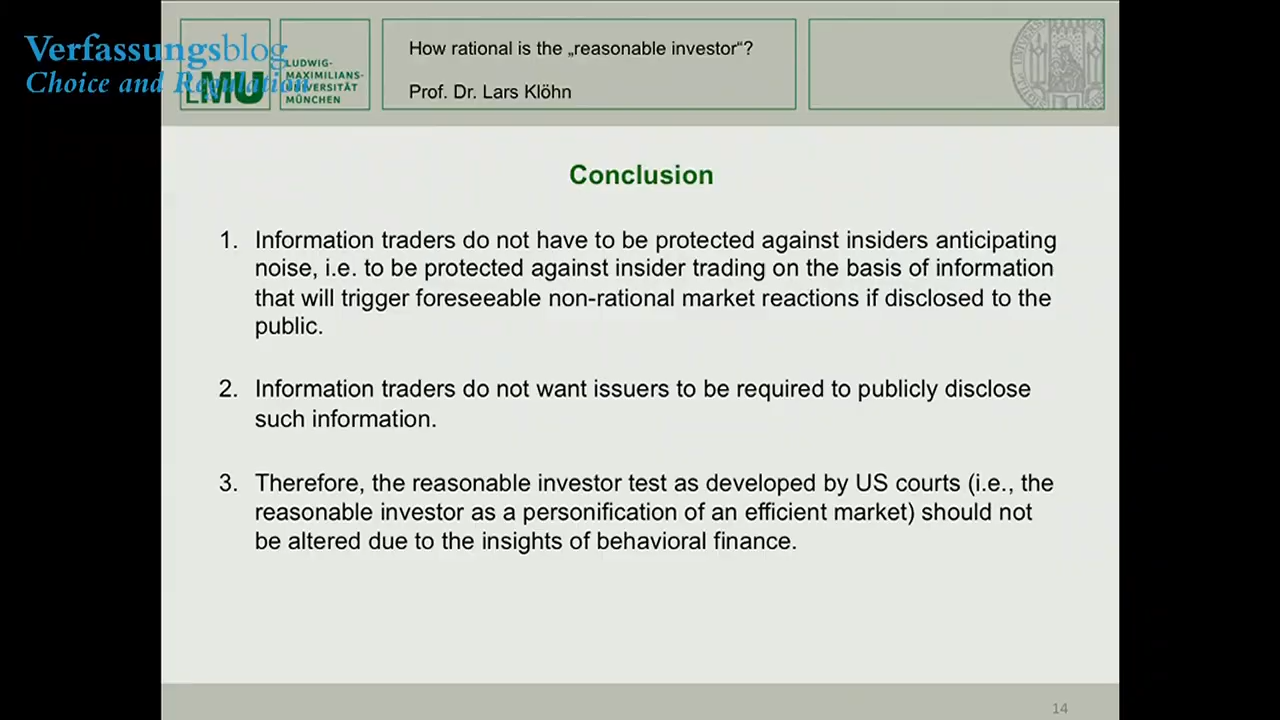 Verfassungsblog
Choice and Regulation
LMU
LUDWIG-
MAXIMILIANS-
UNIVERSITÄT
MÜNCHEN
How rational is the „reasonable investor“?
Prof. Dr. Lars Klöhn
Conclusion
1. Information traders do not have to be protected against insiders anticipating
noise, i.e. to be protected against insider trading on the basis of information
that will trigger foreseeable non-rational market reactions if disclosed to the
public.
2. Information traders do not want issuers to be required to publicly disclose
such information.
3. Therefore, the reasonable investor test as developed by US courts (i.e., the
reasonable investor as a personification of an efficient market) should not
be altered due to the insights of behavioral finance.
14